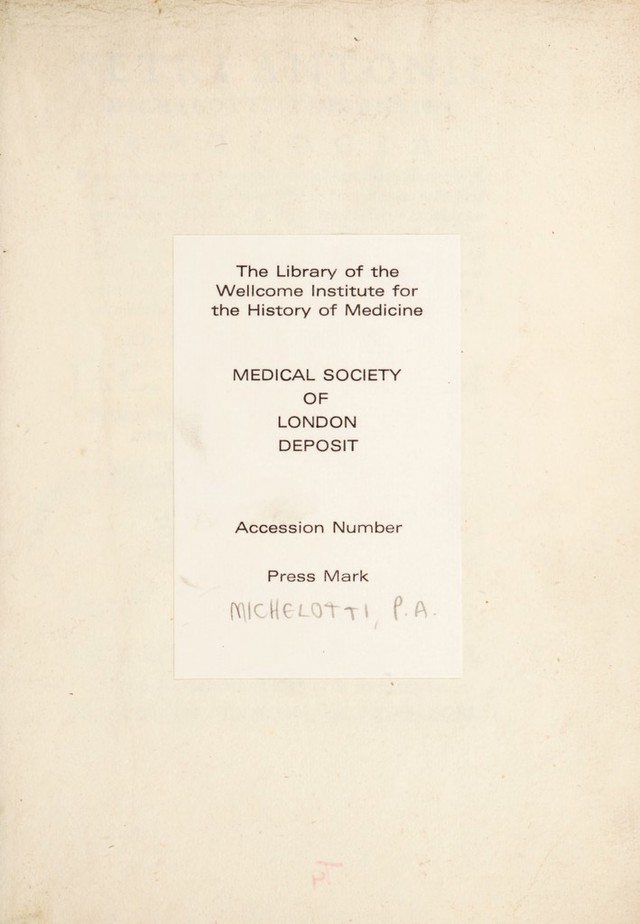 The Library of the
Wellcome Institute for
the History of Medicine
MEDICAL SOCIETY
OF
LONDON
DEPOSIT
Accession Number
Press Mark
MICHELOTTI, P.A.